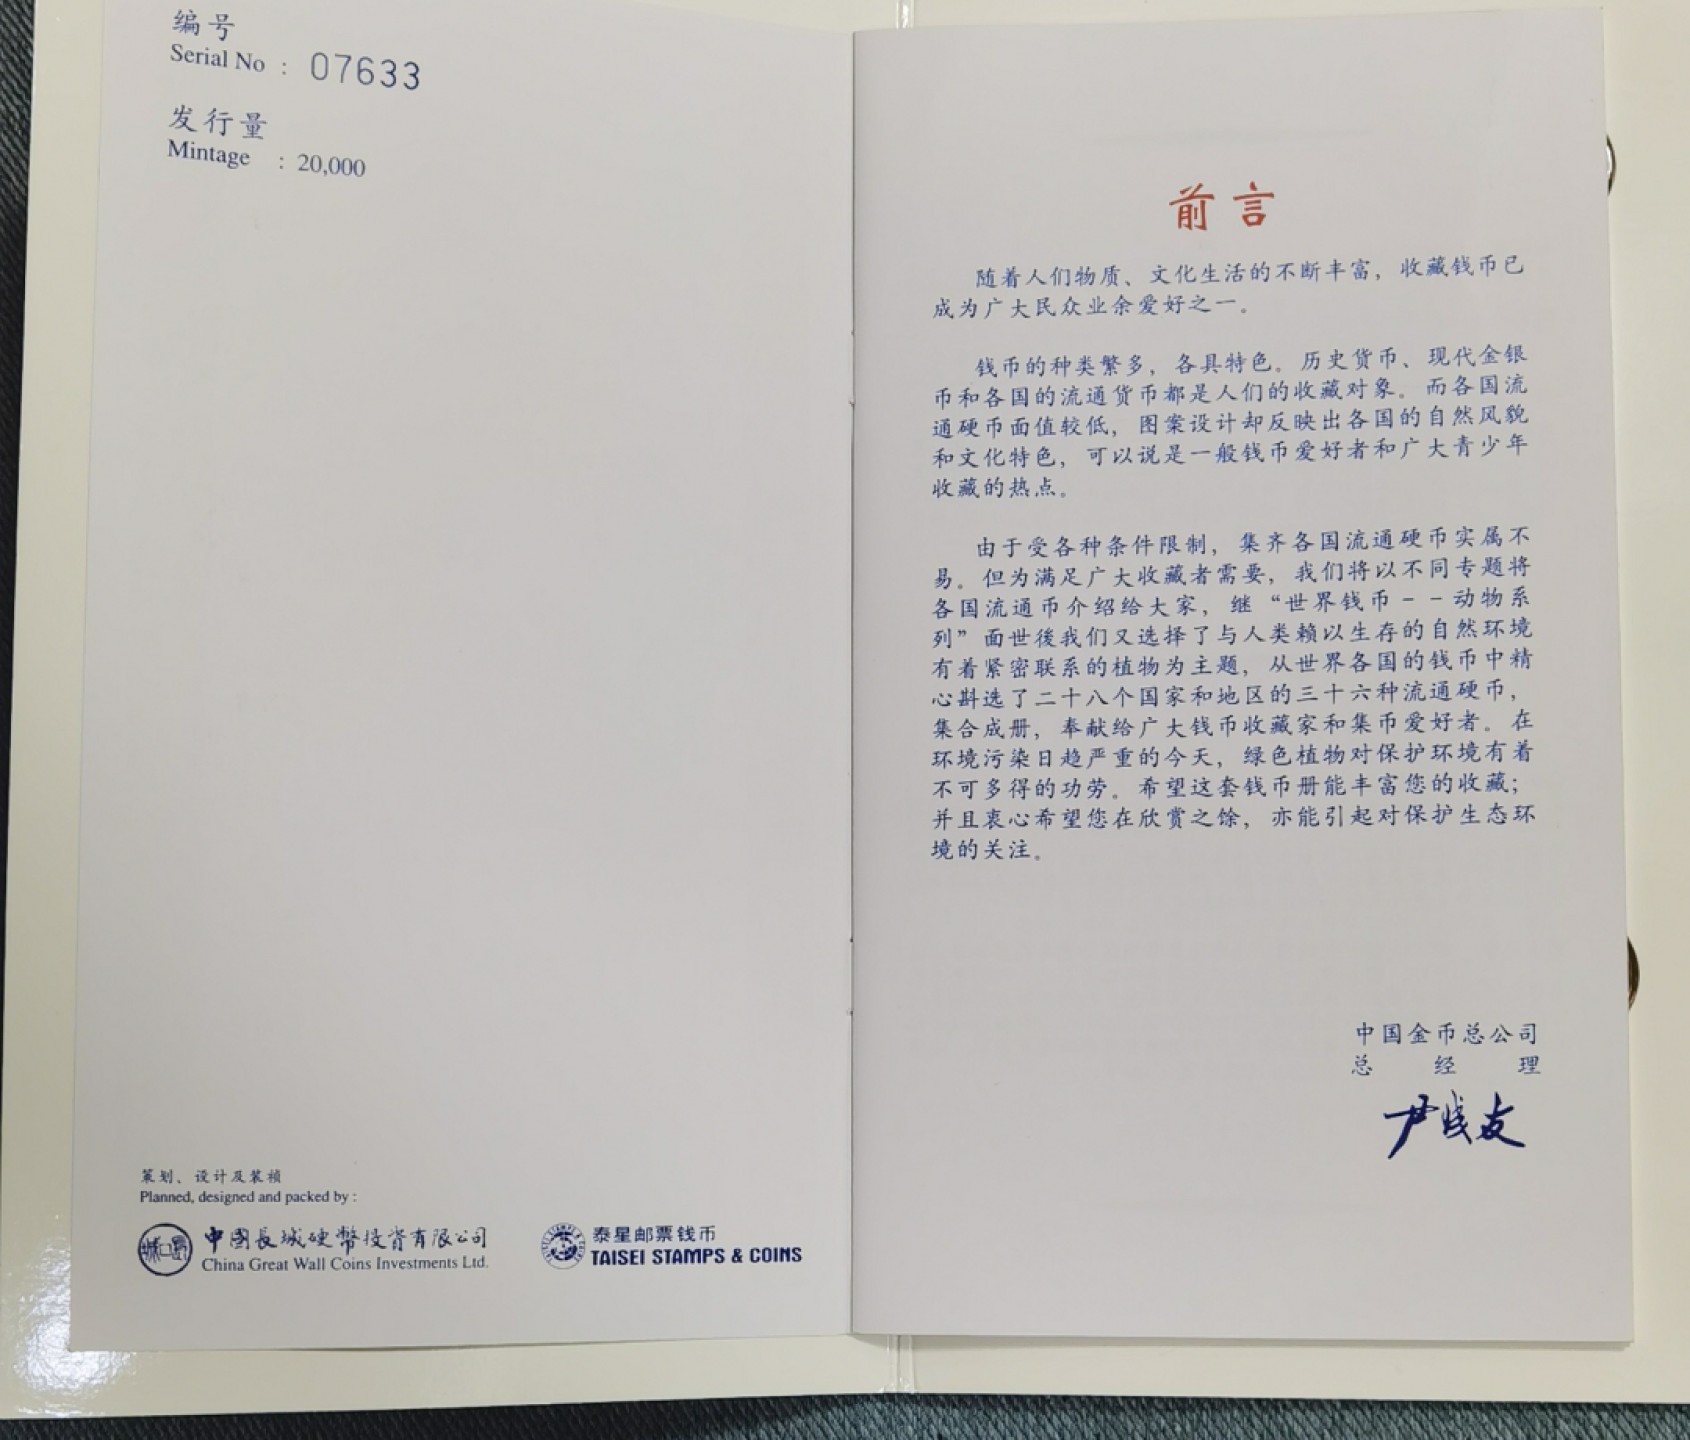 编号
Serial No : 07633
发行量
Mintage : 20,000
策划、设计及装祯
Planned, designed and packed by :
中國長城硬幣投資有限公司
China Great Wall Coins Investments Ltd.
泰星邮票钱币
TAISEI STAMPS & COINS
前言
随着人们物质、文化生活的不断丰富，收藏钱币已
成为广大民众业余爱好之一。
钱币的种类繁多，各具特色。历史货币、现代金银
币和各国的流通货币都是人们的收藏对象。而各国流
通硬币面值较低，图案设计却反映出各国的自然风貌
和文化特色，可以说是一般钱币爱好者和广大青少年
收藏的热点。
由于受各种条件限制，集齐各国流通硬币实属不
易。但为满足广大收藏者需要，我们将以不同专题将
各国流通币介绍给大家，继“世界钱币--动物系
列”面世後我们又选择了与人类赖以生存的自然环境
有着紧密联系的植物为主题，从世界各国的钱币中精
心斟选了二十八个国家和地区的三十六种流通硬币，
集合成册，奉献给广大钱币收藏家和集币爱好者。在
环境污染日趋严重的今天，绿色植物对保护环境有着
不可多得的功劳。希望这套钱币册能丰富您的收藏；
并且衷心希望您在欣赏之馀，亦能引起对保护生态环
境的关注。
中国金币总公司
总经理